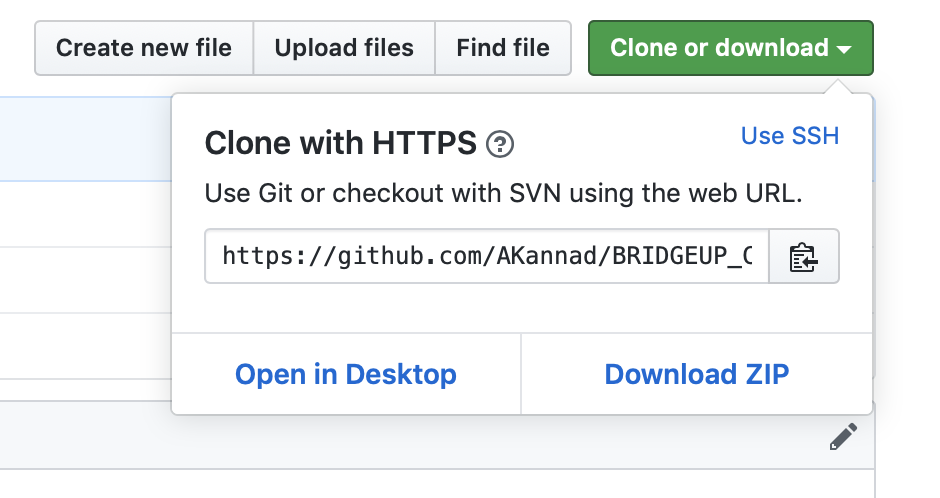 Create new file Upload files Find file Clone or download
Clone with HTTPS ?
Use SSH
Use Git or checkout with SVN using the web URL.
https://github.com/AKannad/BRIDGEUP_C
Open in Desktop Download ZIP